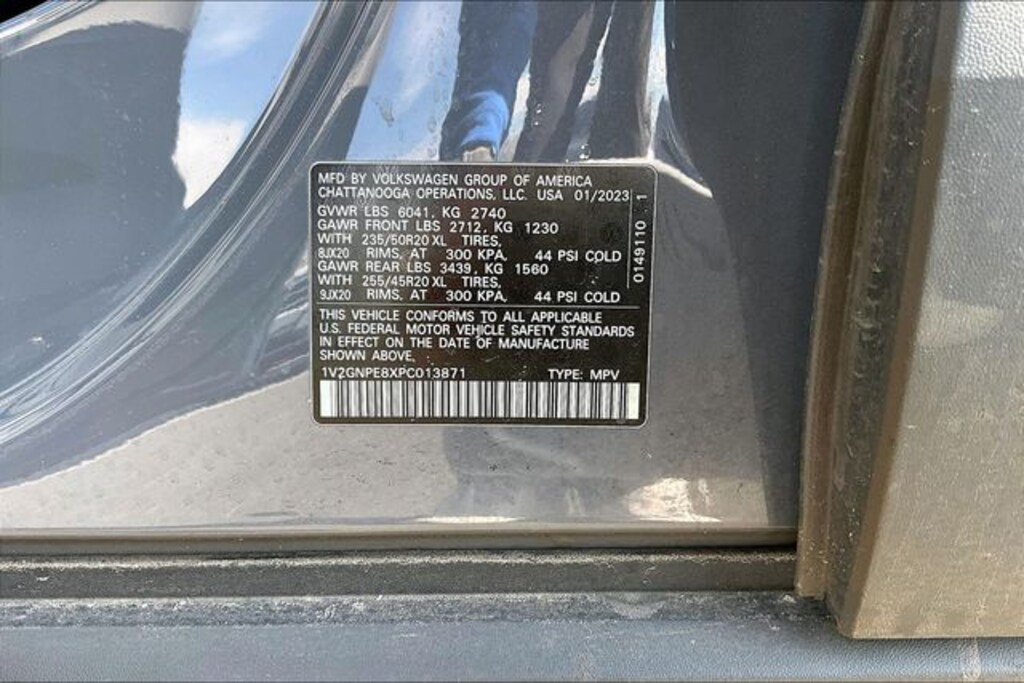 MFD BY VOLKSWAGEN GROUP OF AMERICA
CHATTANOOGA OPERATIONS, LLC. USA 01/2023
GVWR LBS 6041, KG 2740
GAWR FRONT LBS 2712, KG 1230
WITH 235/50R20 XL TIRES,
8JX20 RIMS, AT 300 KPA, 44 PSI COLD
GAWR REAR LBS 3439, KG 1560
WITH 255/45R20 XL TIRES,
9JX20 RIMS, AT 300 KPA, 44 PSI COLD
0149110 1
THIS VEHICLE CONFORMS TO ALL APPLICABLE
U.S. FEDERAL MOTOR VEHICLE SAFETY STANDARDS
IN EFFECT ON THE DATE OF MANUFACTURE
SHOWN ABOVE,
1V2GNPE8XPC013871 TYPE: MPV